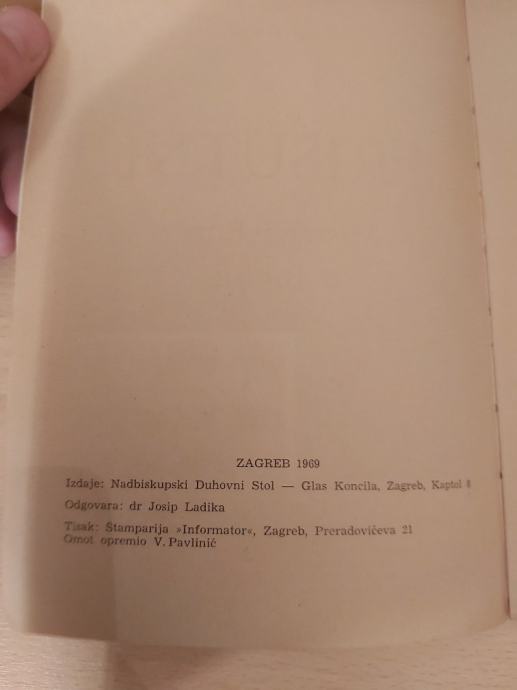 ZAGREB 1969
Izdaje: Nadbiskupski Duhovni Stol — Glas Koncila, Zagreb, Kaptol 8
Odgovara: dr Josip Ladika
Tisak: Štamparija »Informator«, Zagreb, Preradovićeva 21
Omot opremio V. Pavlinić